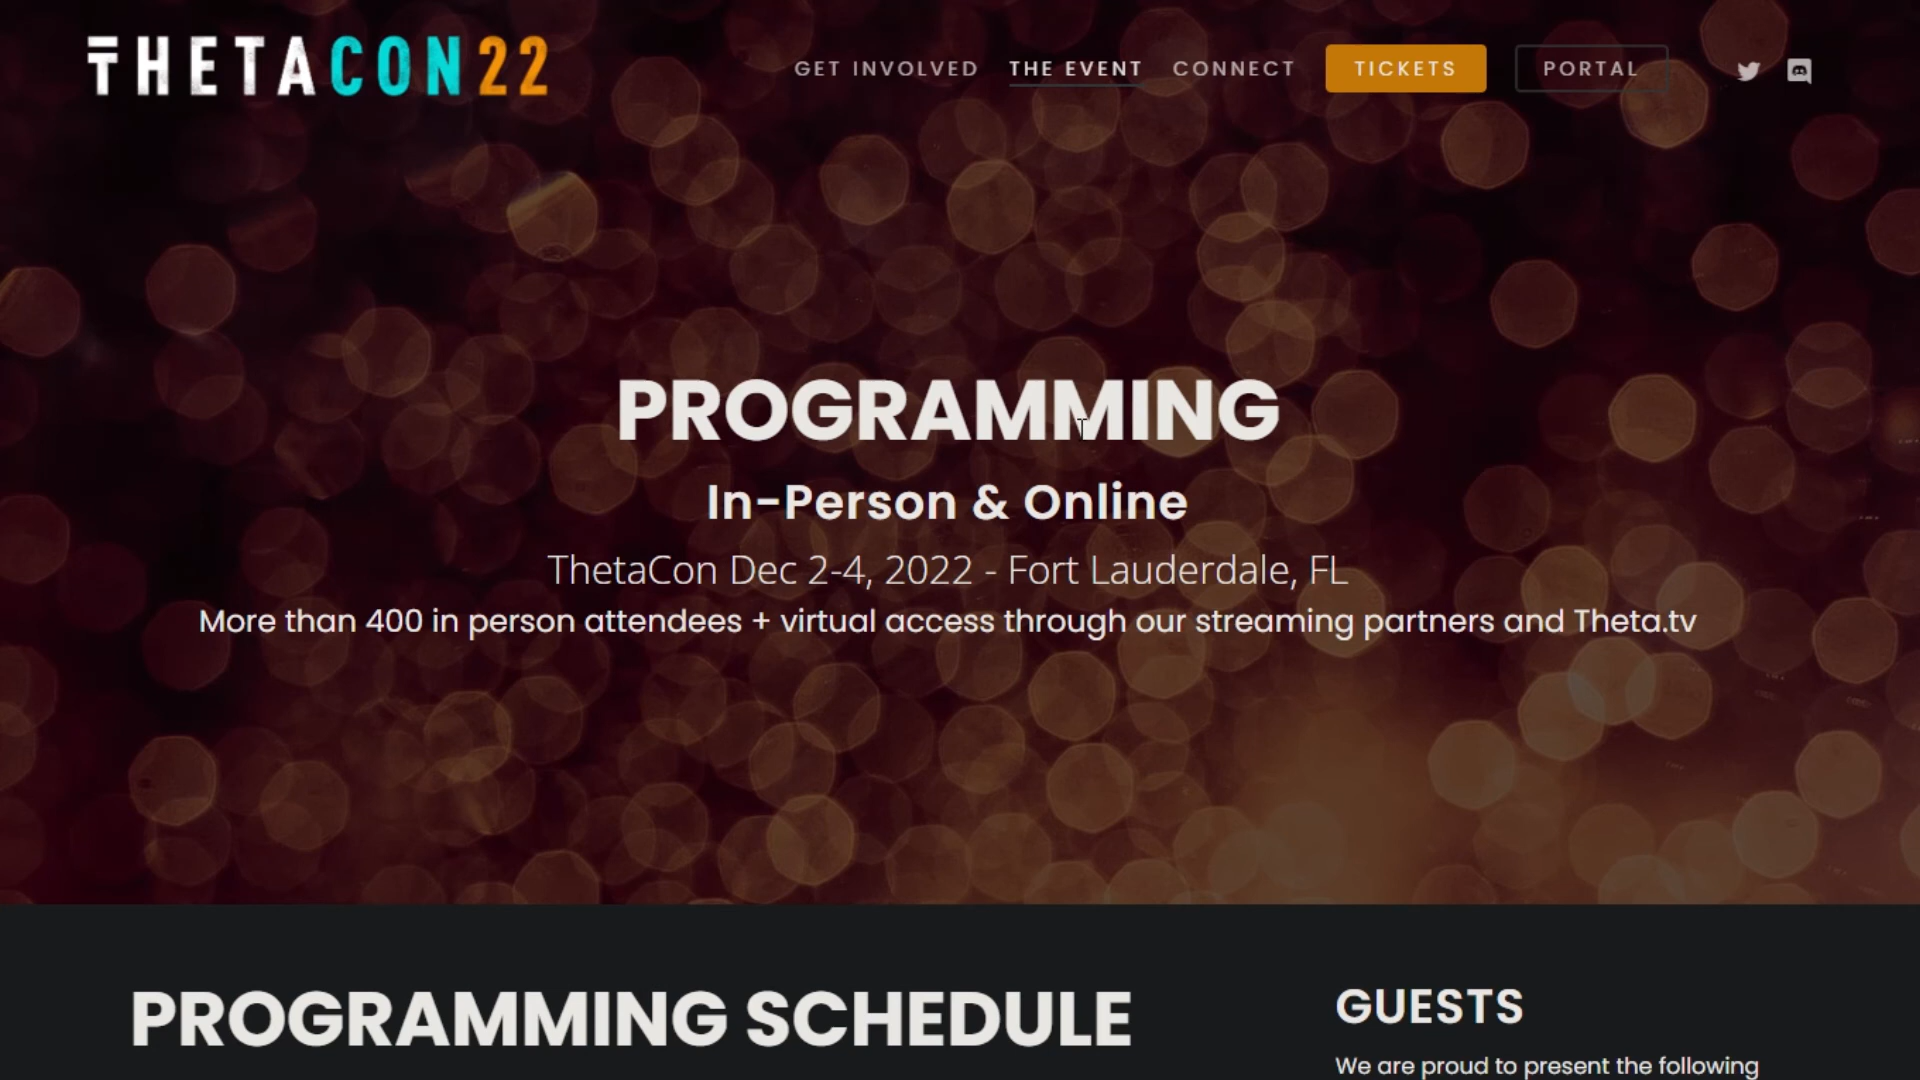 THETACON22
GET INVOLVED THE EVENT CONNECT TICKETS PORTAL
PROGRAMMING
In-Person & Online
ThetaCon Dec 2-4, 2022 - Fort Lauderdale, FL
More than 400 in person attendees + virtual access through our streaming partners and Theta.tv
PROGRAMMING SCHEDULE
GUESTS
We are proud to present the following